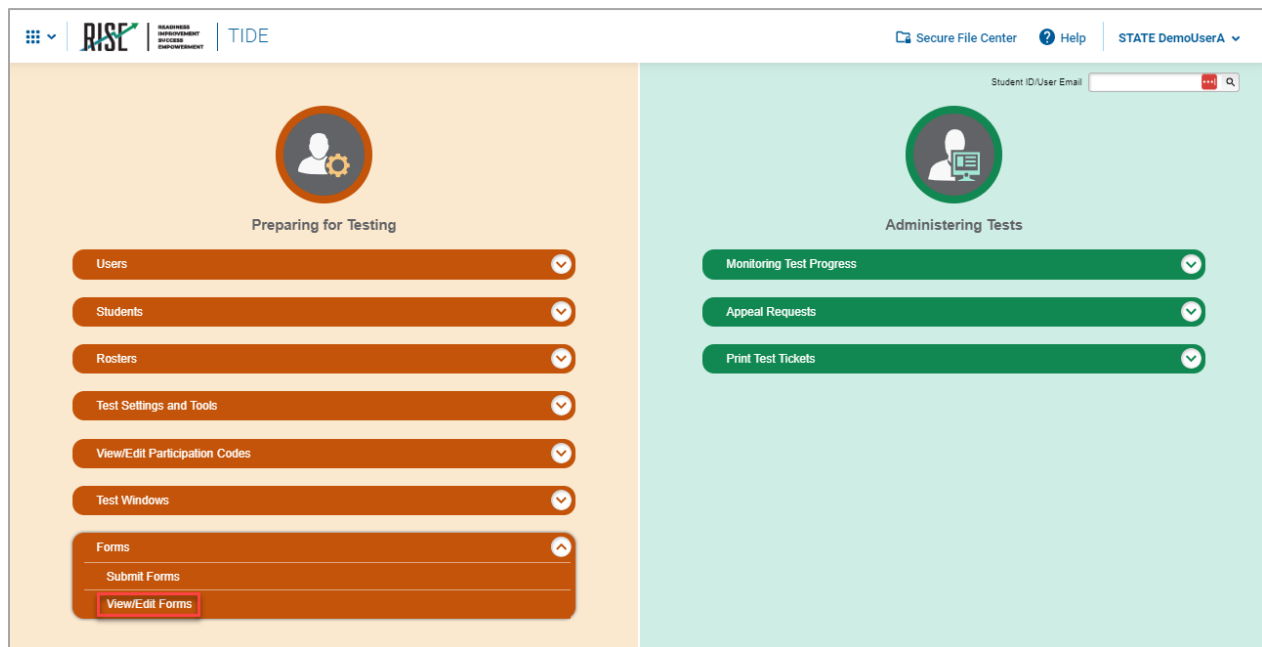 RISE
READINESS
IMPROVEMENT
SUCCESS
EMPOWERMENT
TIDE
Secure File Center
? Help
STATE DemoUserA
Student ID/User Email
Preparing for Testing
Users
Students
Rosters
Test Settings and Tools
View/Edit Participation Codes
Test Windows
Forms
Submit Forms
View/Edit Forms
Administering Tests
Monitoring Test Progress
Appeal Requests
Print Test Tickets